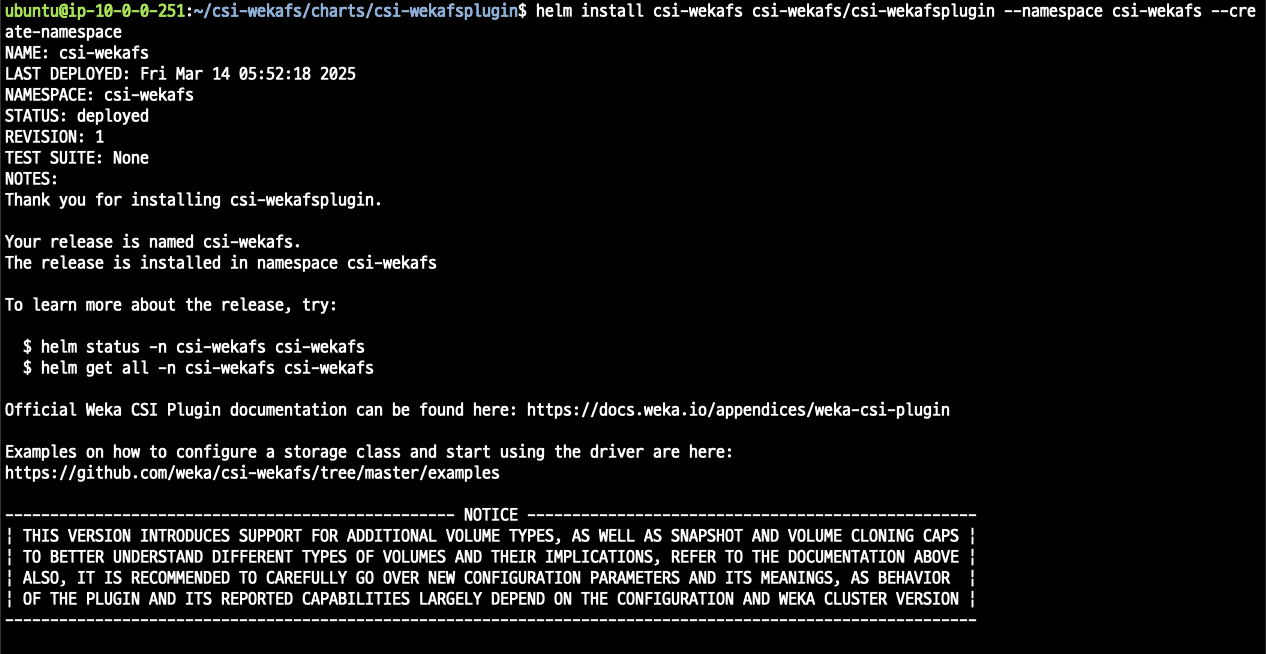 ubuntu@ip-10-0-0-251:~/csi-wekafs/charts/csi-wekafsplugin$ helm install csi-wekafs csi-wekafs/csi-wekafsplugin --namespace csi-wekafs --cre
ate-namespace
NAME: csi-wekafs
LAST DEPLOYED: Fri Mar 14 05:52:18 2025
NAMESPACE: csi-wekafs
STATUS: deployed
REVISION: 1
TEST SUITE: None
NOTES:
Thank you for installing csi-wekafsplugin.

Your release is named csi-wekafs.
The release is installed in namespace csi-wekafs

To learn more about the release, try:

  $ helm status -n csi-wekafs csi-wekafs
  $ helm get all -n csi-wekafs csi-wekafs

Official Weka CSI Plugin documentation can be found here: https://docs.weka.io/appendices/weka-csi-plugin

Examples on how to configure a storage class and start using the driver are here:
https://github.com/weka/csi-wekafs/tree/master/examples

-------------------------------------------------- NOTICE --------------------------------------------------
¦ THIS VERSION INTRODUCES SUPPORT FOR ADDITIONAL VOLUME TYPES, AS WELL AS SNAPSHOT AND VOLUME CLONING CAPS ¦
¦ TO BETTER UNDERSTAND DIFFERENT TYPES OF VOLUMES AND THEIR IMPLICATIONS, REFER TO THE DOCUMENTATION ABOVE ¦
¦ ALSO, IT IS RECOMMENDED TO CAREFULLY GO OVER NEW CONFIGURATION PARAMETERS AND ITS MEANINGS, AS BEHAVIOR  ¦
¦ OF THE PLUGIN AND ITS REPORTED CAPABILITIES LARGELY DEPEND ON THE CONFIGURATION AND WEKA CLUSTER VERSION ¦
------------------------------------------------------------------------------------------------------------